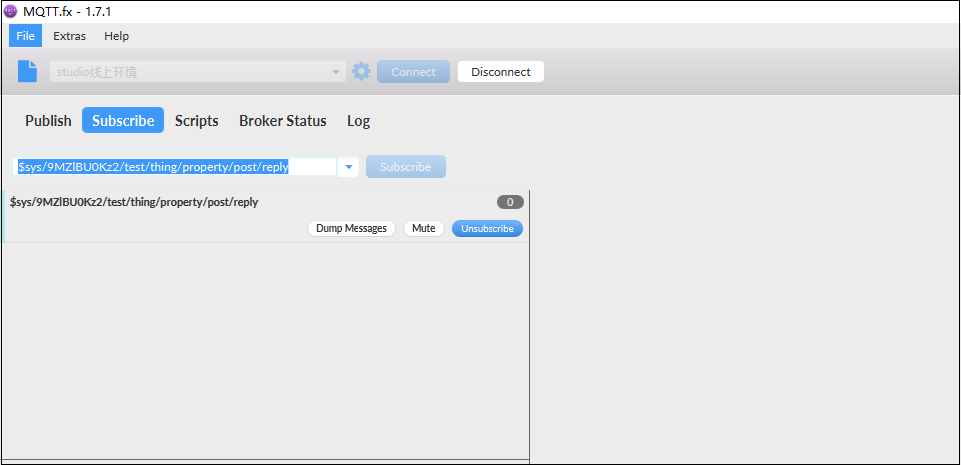 MQTT.fx - 1.7.1
File Extras Help
studio线上环境 Connect Disconnect
Publish Subscribe Scripts Broker Status Log
$sys/9MZlBU0Kz2/test/thing/property/post/reply Subscribe
$sys/9MZlBU0Kz2/test/thing/property/post/reply 0
Dump Messages Mute Unsubscribe